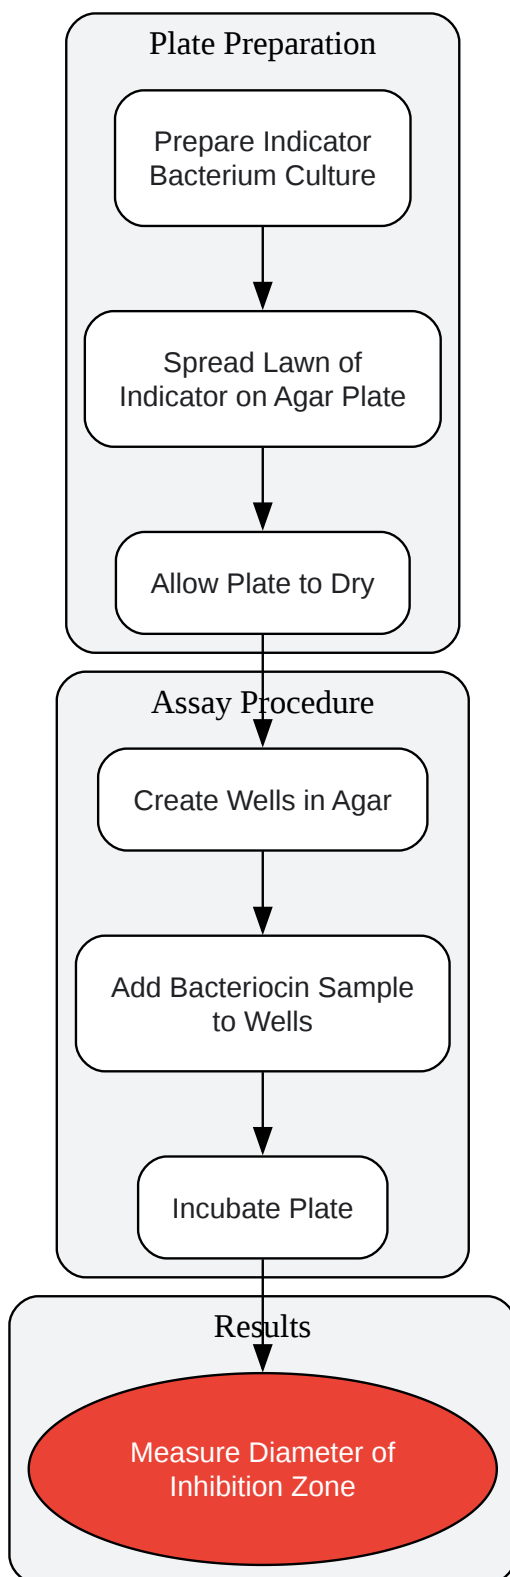 Plate Preparation
Prepare Indicator
Bacterium Culture
Spread Lawn of
Indicator on Agar Plate
Allow Plate to Dry
Assay Procedure
Create Wells in Agar
Add Bacteriocin Sample
to Wells
Incubate Plate
Results
Measure Diameter of
Inhibition Zone